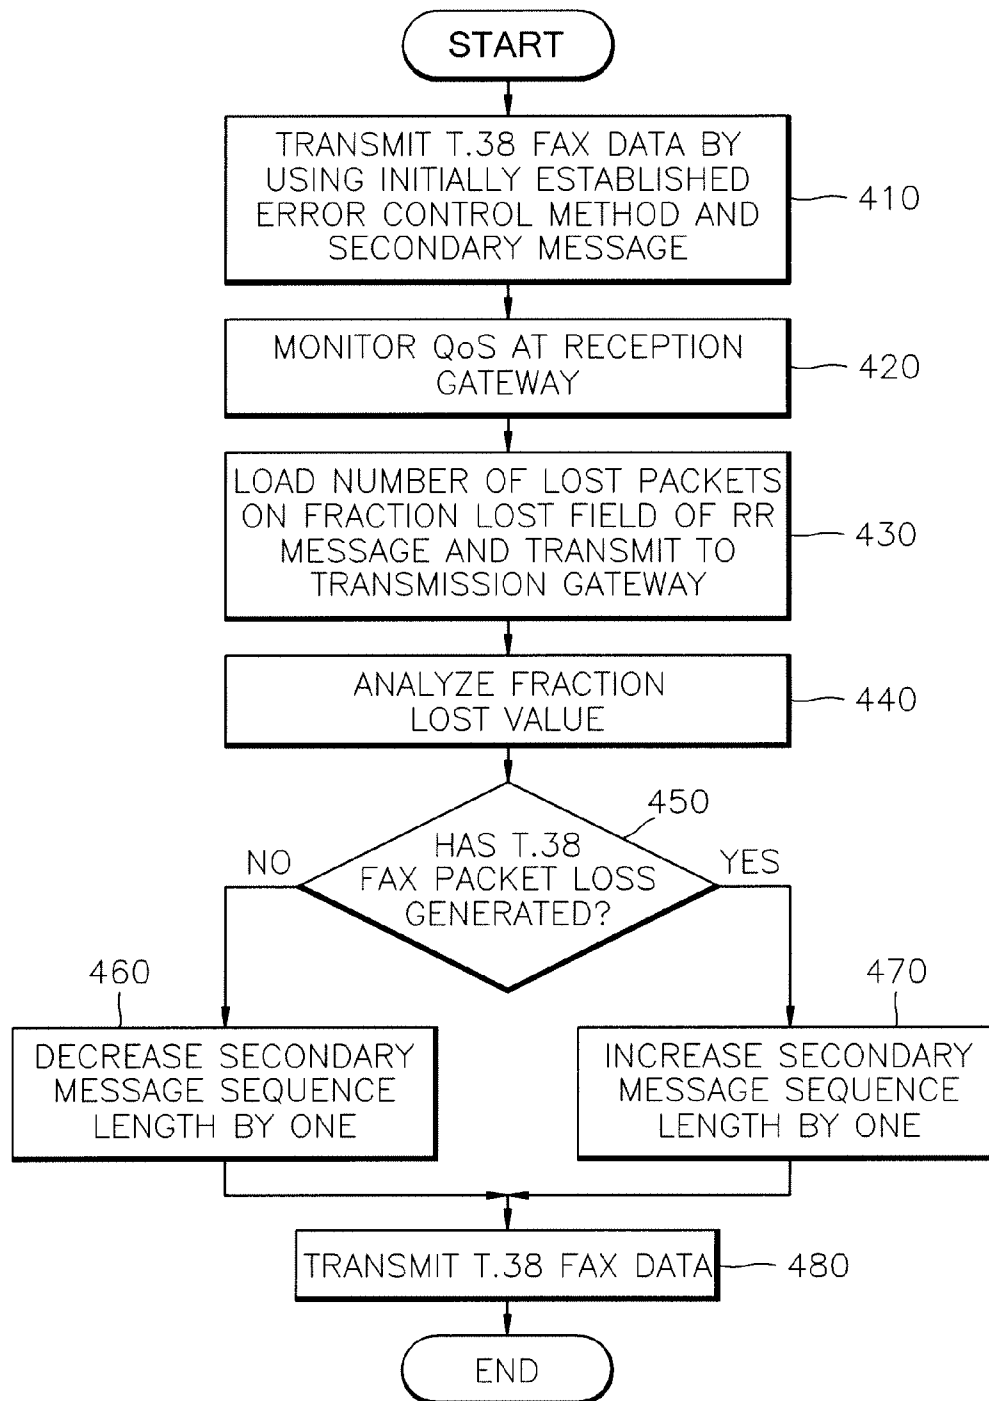 START
TRANSMIT T.38 FAX DATA BY
USING INITIALLY ESTABLISHED
ERROR CONTROL METHOD AND
SECONDARY MESSAGE
410
MONITOR QoS AT RECEPTION
GATEWAY
420
LOAD NUMBER OF LOST PACKETS
ON FRACTION LOST FIELD OF RR
MESSAGE AND TRANSMIT TO
TRANSMISSION GATEWAY
430
ANALYZE FRACTION
LOST VALUE
440
450
HAS T.38
FAX PACKET LOSS
GENERATED?
NO
YES
460
DECREASE SECONDARY
MESSAGE SEQUENCE
LENGTH BY ONE
470
INCREASE SECONDARY
MESSAGE SEQUENCE
LENGTH BY ONE
TRANSMIT T.38 FAX DATA
480
END